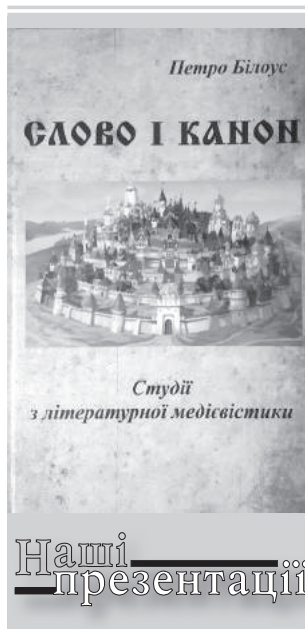 Петро Білоус
СЛОВО І КАНОН
Студії
з літературної медієвістики
Наші
презентації